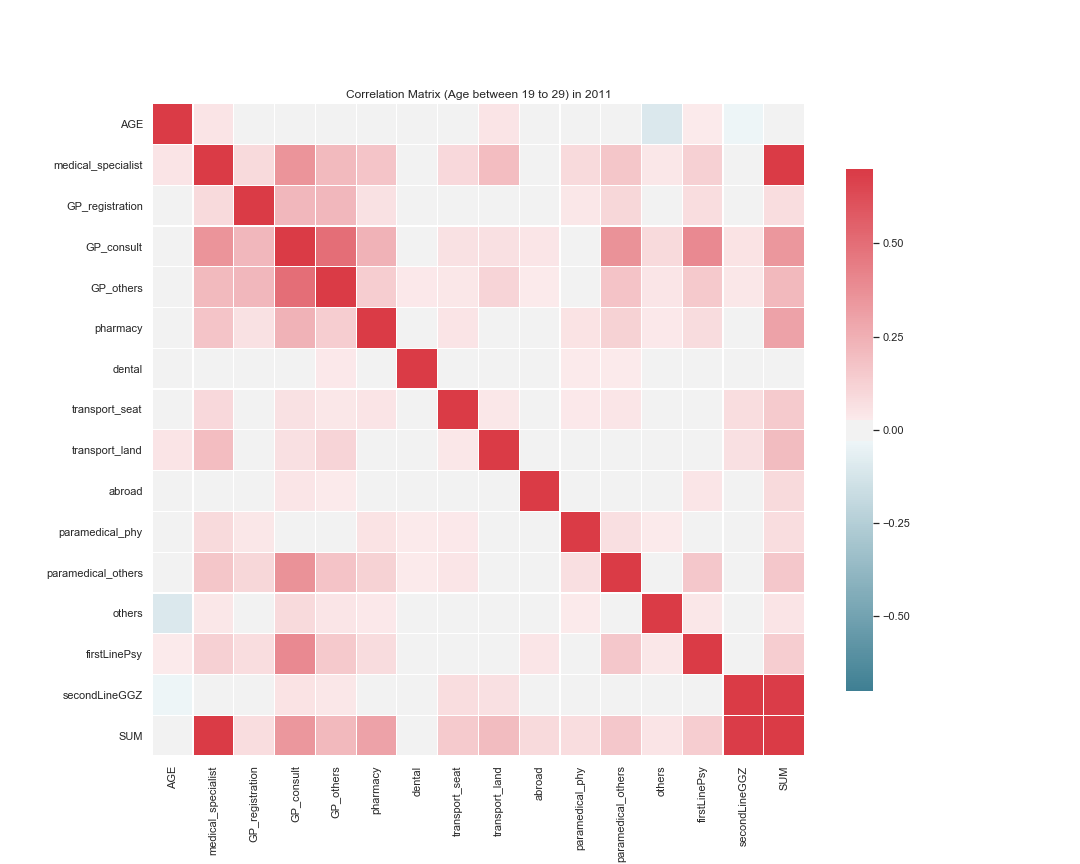 Correlation Matrix (Age between 19 to 29) in 2011
AGE
medical_specialist
GP_registration
GP_consult
GP_others
pharmacy
dental
transport_seat
transport_land
abroad
paramedical_phy
paramedical_others
others
firstLinePsy
secondLineGGZ
SUM
AGE
medical_specialist
GP_registration
GP_consult
GP_others
pharmacy
dental
transport_seat
transport_land
abroad
paramedical_phy
paramedical_others
others
firstLinePsy
secondLineGGZ
SUM
0.50
0.25
0.00
−0.25
−0.50